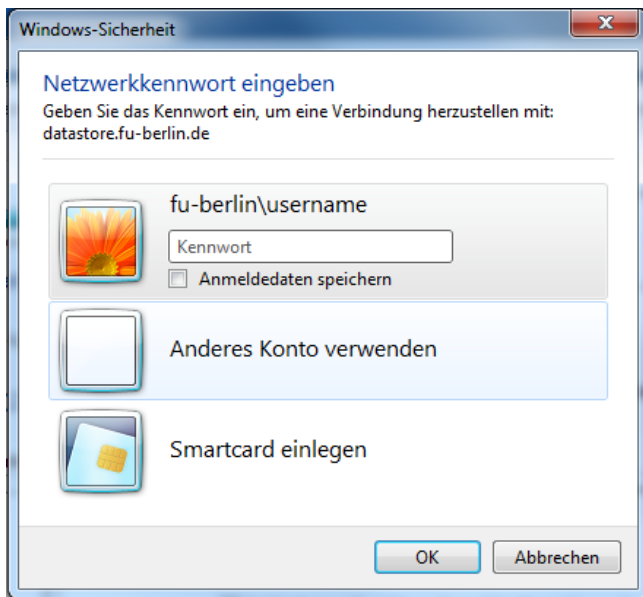 Windows-Sicherheit
Netzwerkkennwort eingeben
Geben Sie das Kennwort ein, um eine Verbindung herzustellen mit:
datastore.fu-berlin.de
fu-berlin\username
Kennwort
Anmeldedaten speichern
Anderes Konto verwenden
Smartcard einlegen
OK
Abbrechen